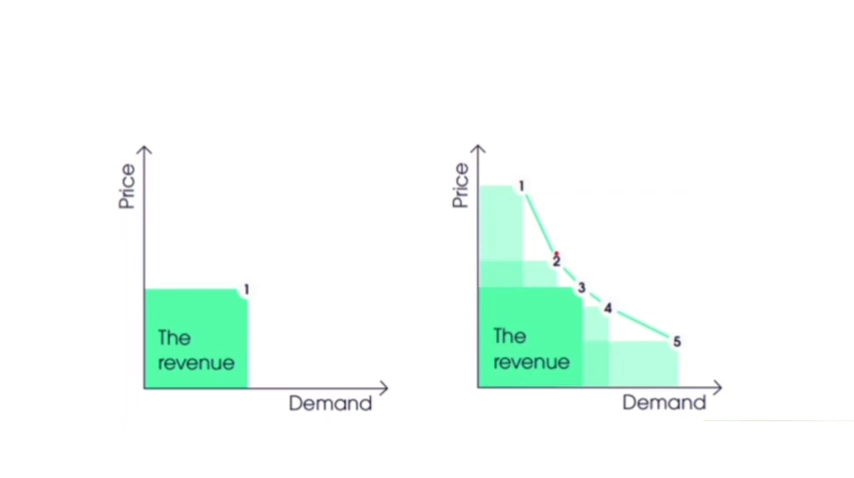 Price
1
The
revenue
Demand
Price
1
2
3
4
5
The
revenue
Demand